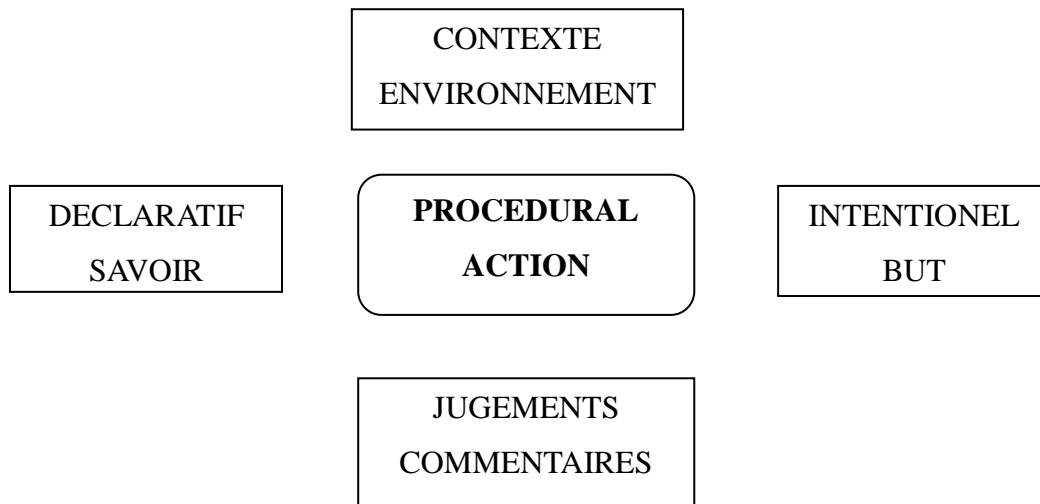 CONTEXTE
ENVIRONNEMENT
DECLARATIF
SAVOIR
PROCEDURAL
ACTION
INTENTIONEL
BUT
JUGEMENTS
COMMENTAIRES